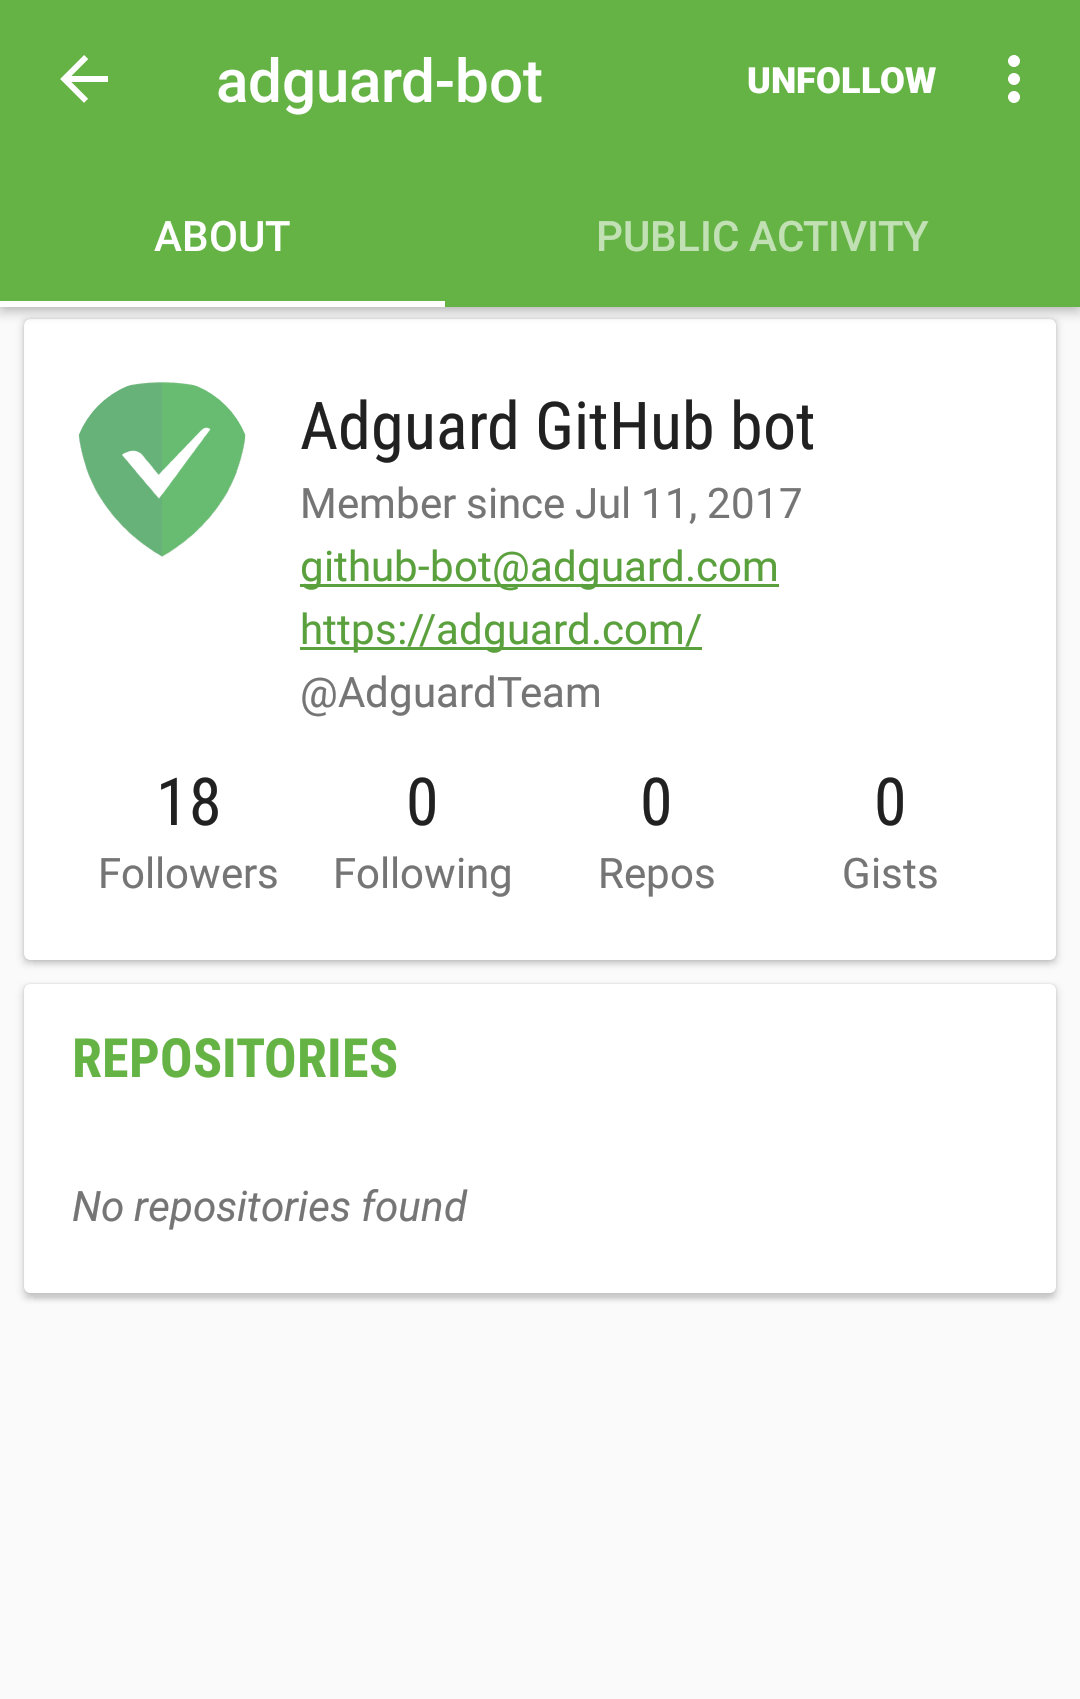 adguard-bot UNFOLLOW
ABOUT PUBLIC ACTIVITY
Adguard GitHub bot
Member since Jul 11, 2017
github-bot@adguard.com
https://adguard.com/
@AdguardTeam
18 0 0 0
Followers Following Repos Gists
REPOSITORIES
No repositories found